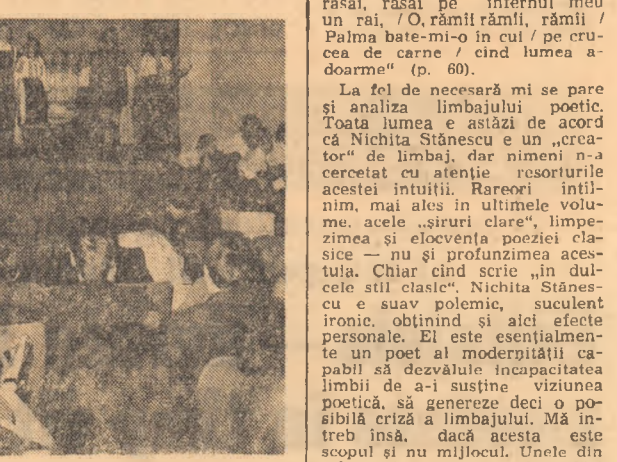 răsai, răsai pe infernul meu
un rai, / O, rămîi rămîi, rămîi /
Palma bate-mi-o in cui / pe cru-
cea de carne / cind lumea a-
doarme" (p. 60).
La fel de necesară mi se pare
și analiza limbajului poetic.
Toata lumea e astăzi de acord
că Nichita Stănescu e un „crea-
tor" de limbaj, dar nimeni n-a
cercetat cu atenție resorturile
acestei intuiții. Rareori întîl-
nim, mai ales in ultimele volu-
me, acele „șiruri clare", limpe-
zimea și elocvența poeziei cla-
sice — nu și profunzimea aces-
tuia. Chiar cînd scrie „in dul-
cele stil clasic", Nichita Stănes-
cu e suav polemic, suculent
ironic, obținind și aici efecte
personale. El este esențialmen-
te un poet al modernității ca-
pabil să dezvăluie incapacitatea
limbii de a-i susține viziunea
poetică, să genereze deci o po-
sibilă criză a limbajului. Mă în-
treb însă, dacă acesta este
scopul și nu mijlocul. Unele din